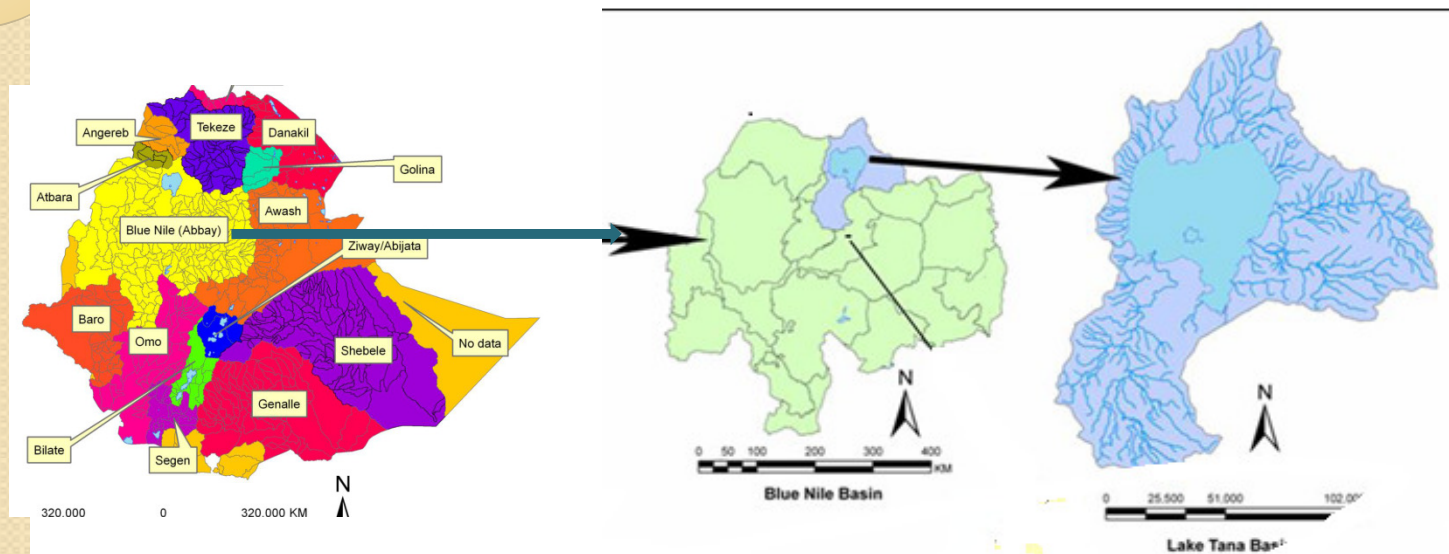 Angereb
Tekeze
Danakil
Golina
Atbara
Awash
Blue Nile (Abbay)
Ziway/Abijata
Baro
Omo
Shebele
No data
Genalle
Bilate
Segen
N
320.000 0 320.000 KM
N
0 50 100 200 300 400
KM
Blue Nile Basin
N
0 25,500 51,000
Lake Tana